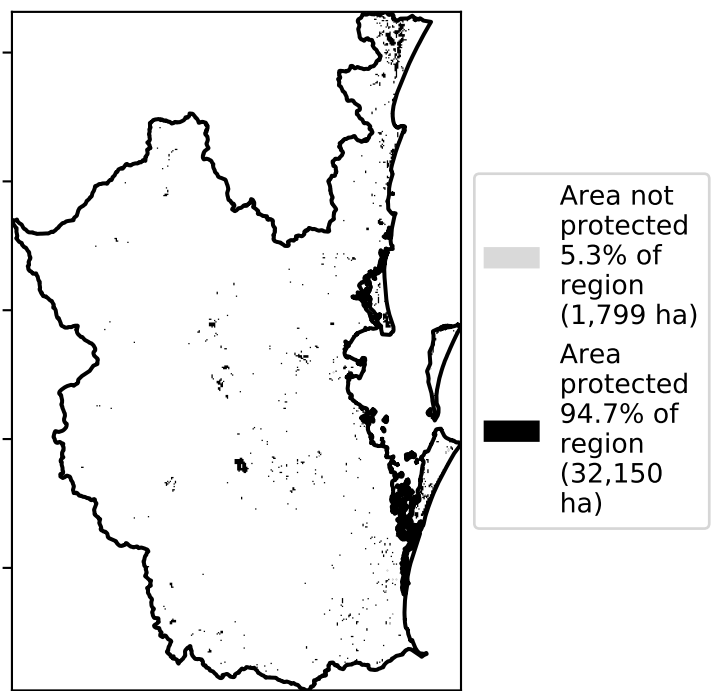 Area not
protected
5.3% of
region
(1,799 ha)
Area
protected
94.7% of
region
(32,150
ha)